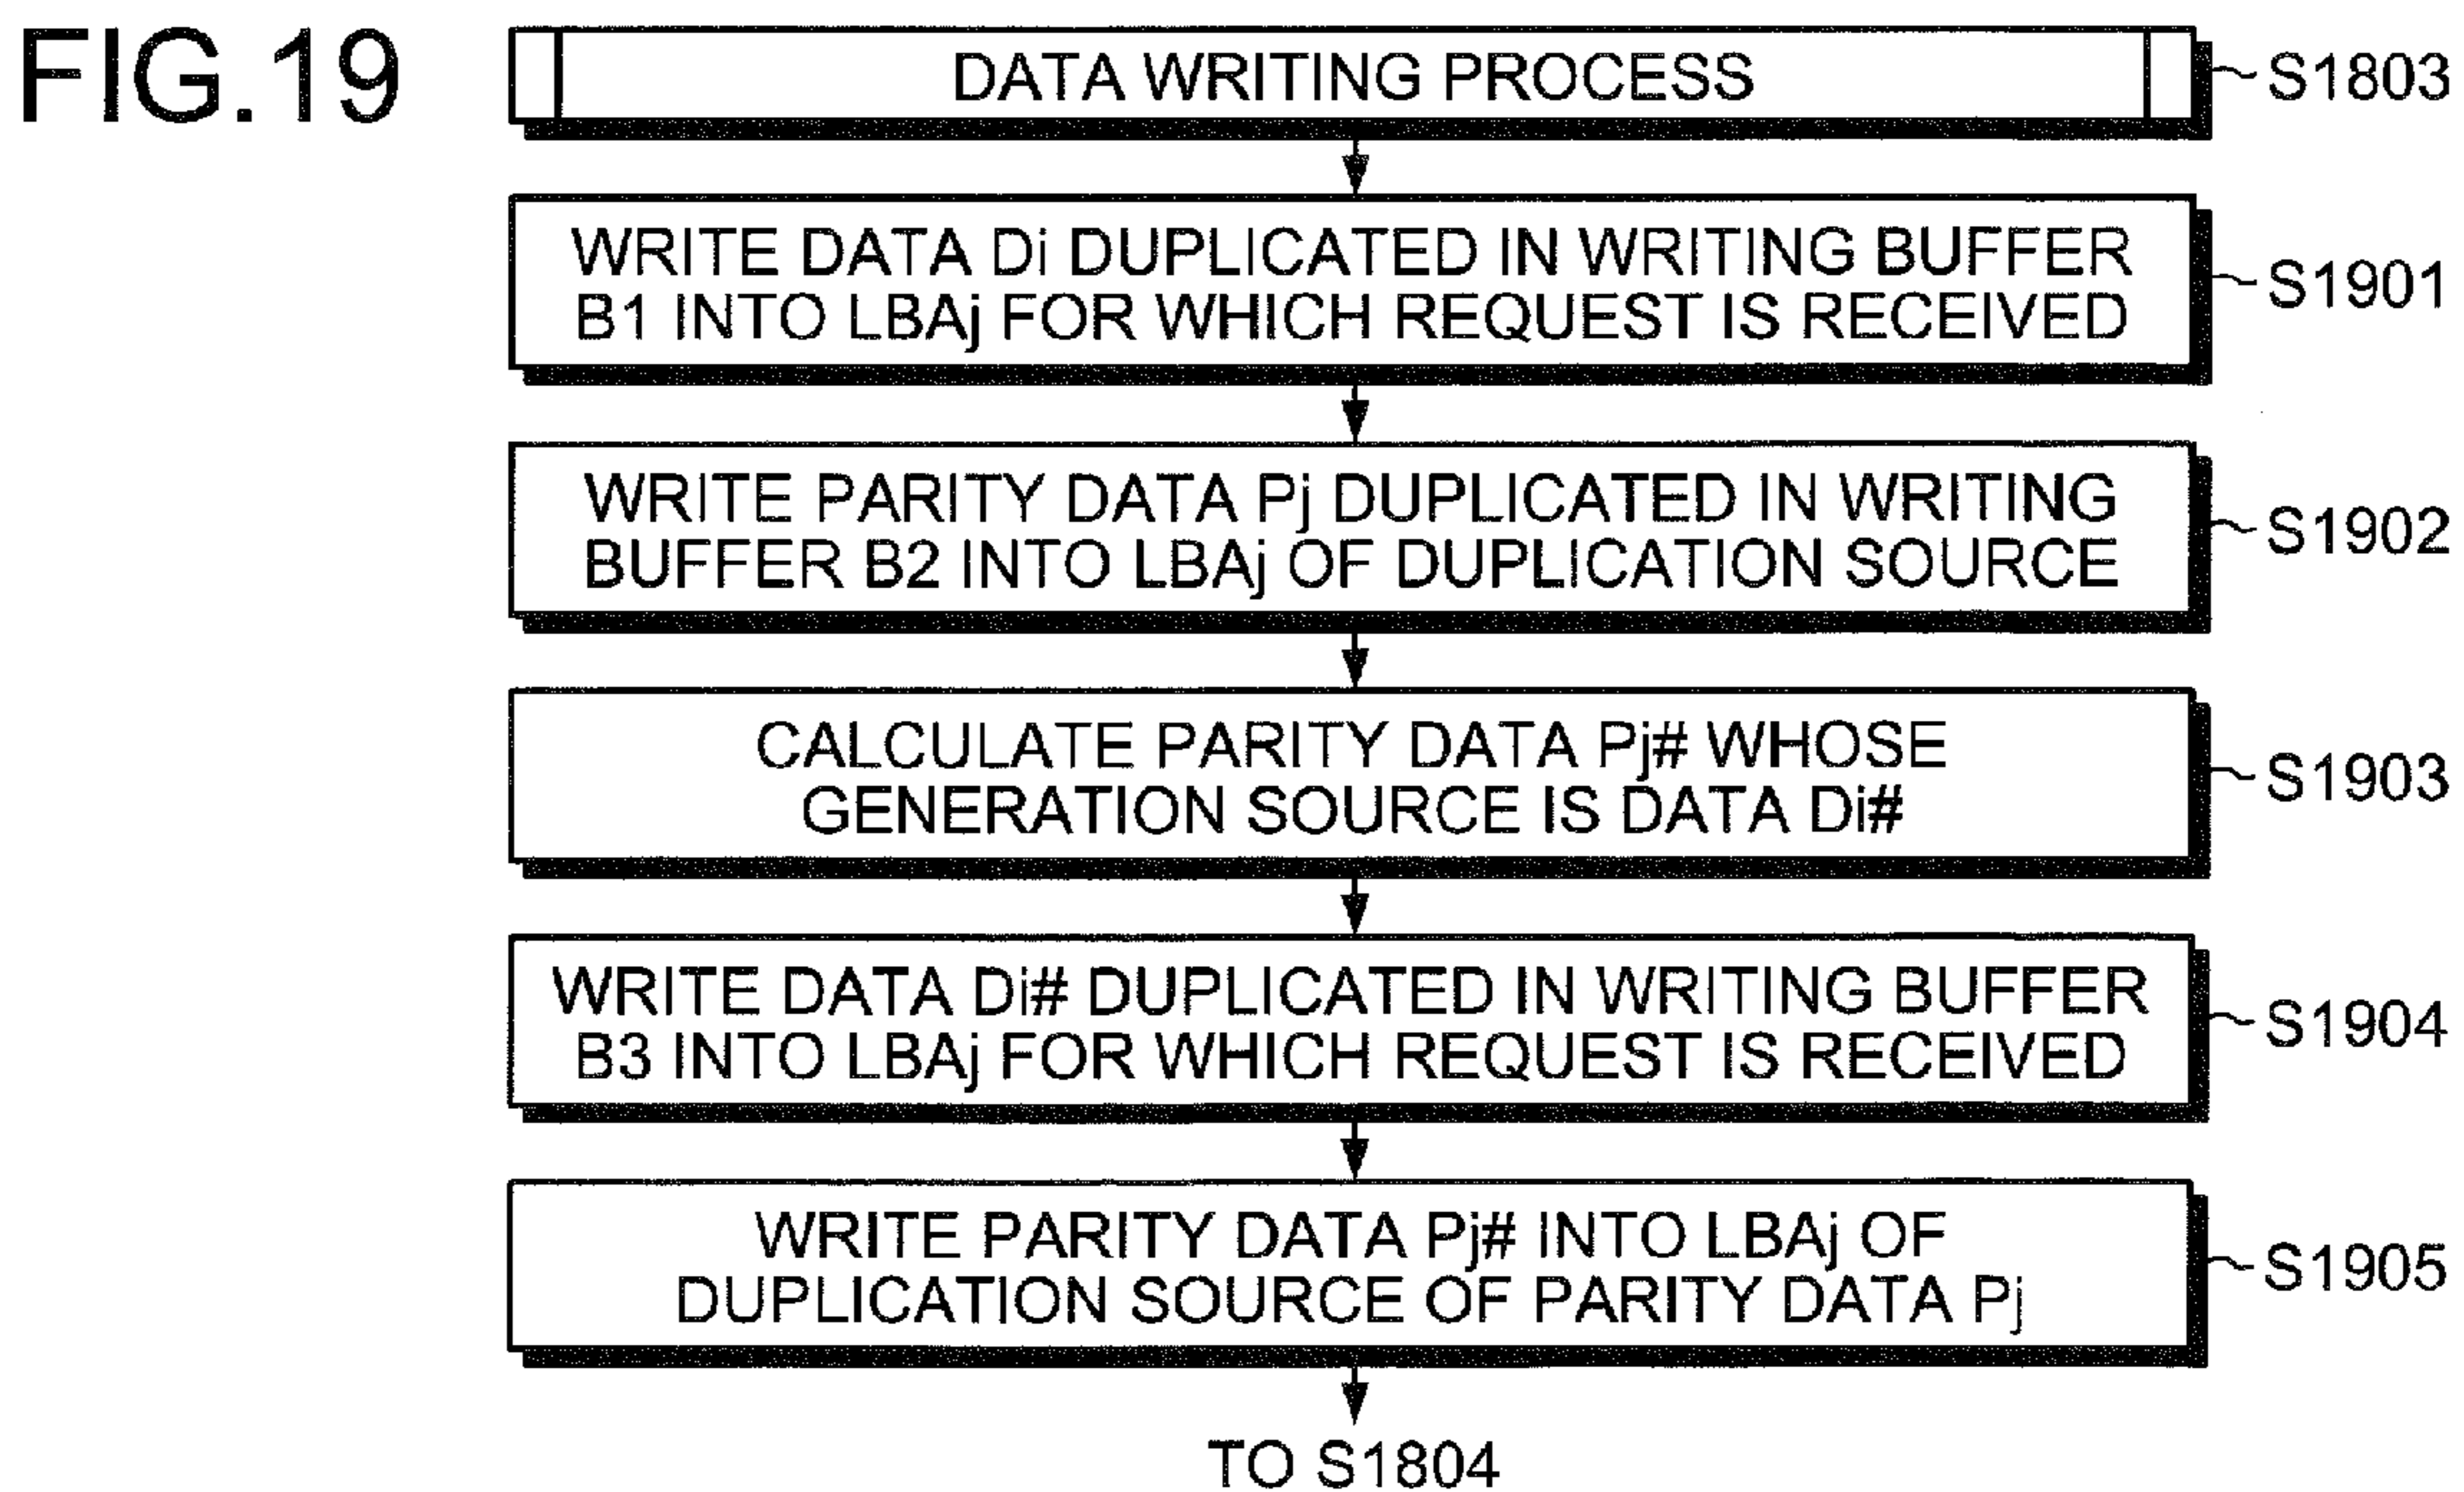 FIG.19
DATA WRITING PROCESS
S1803
WRITE DATA Di DUPLICATED IN WRITING BUFFER
B1 INTO LBAj FOR WHICH REQUEST IS RECEIVED
S1901
WRITE PARITY DATA Pj DUPLICATED IN WRITING
BUFFER B2 INTO LBAj OF DUPLICATION SOURCE
S1902
CALCULATE PARITY DATA Pj# WHOSE
GENERATION SOURCE IS DATA Di#
S1903
WRITE DATA Di# DUPLICATED IN WRITING BUFFER
B3 INTO LBAj FOR WHICH REQUEST IS RECEIVED
S1904
WRITE PARITY DATA Pj# INTO LBAj OF
DUPLICATION SOURCE OF PARITY DATA Pj
S1905
TO S1804